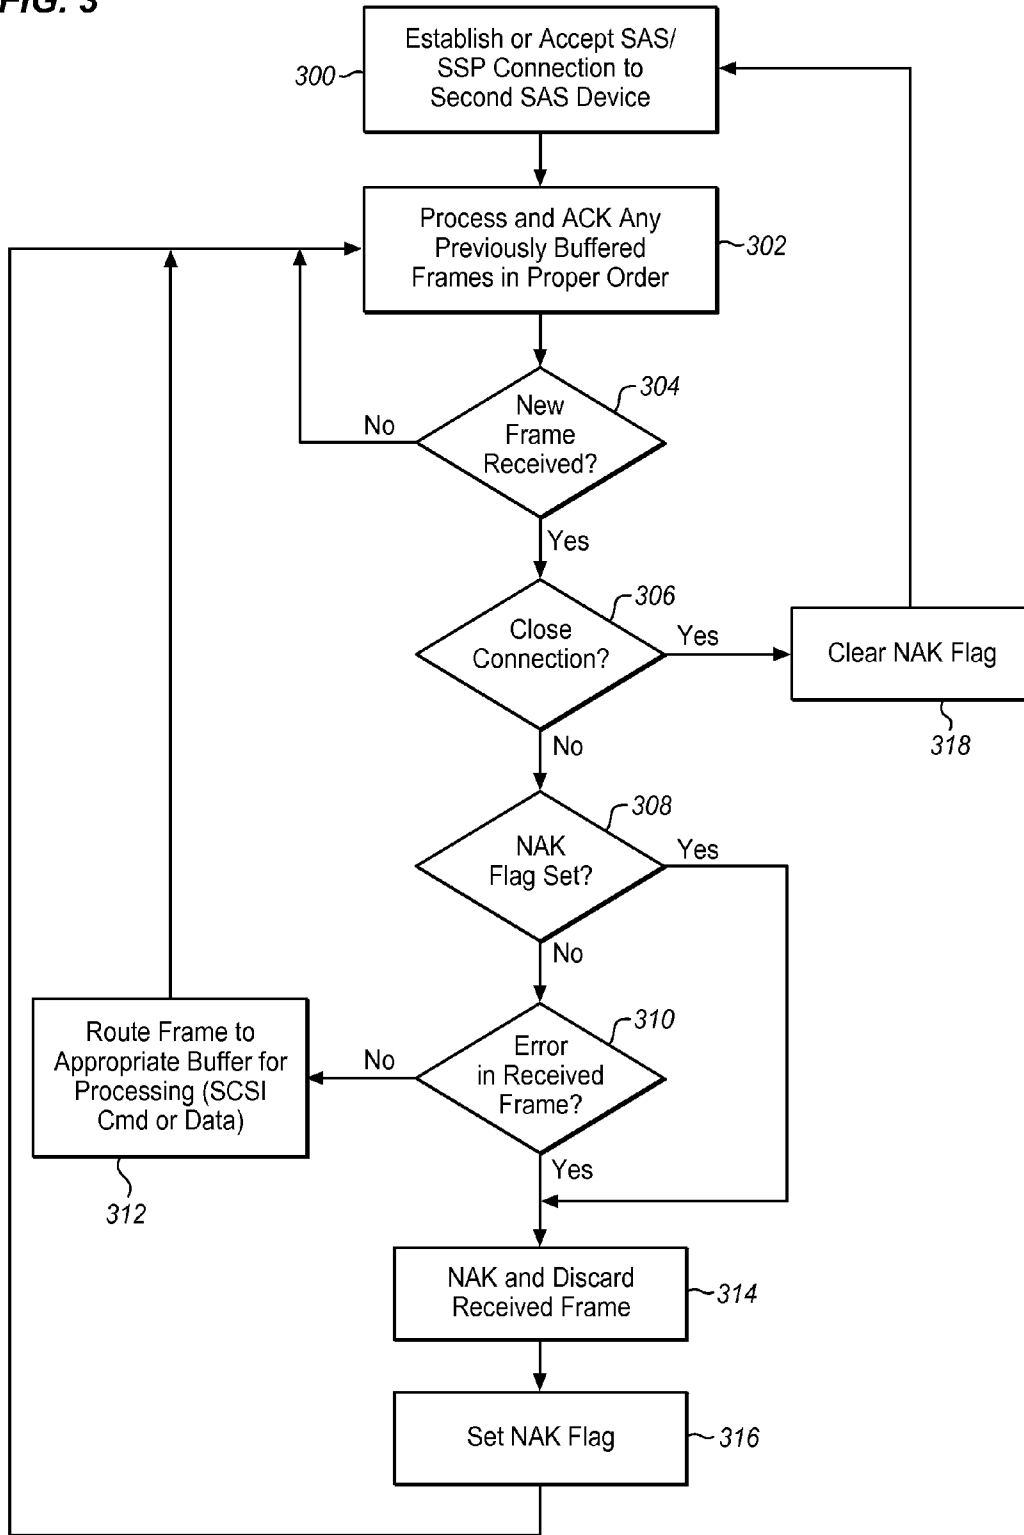 FIG. 3
Establish or Accept SAS/
SSP Connection to
Second SAS Device
300
Process and ACK Any
Previously Buffered
Frames in Proper Order
302
New
Frame
Received?
304
No
Yes
Close
Connection?
306
Yes
No
Clear NAK Flag
318
NAK
Flag Set?
308
Yes
No
Error
in Received
Frame?
310
No
Yes
Route Frame to
Appropriate Buffer for
Processing (SCSI
Cmd or Data)
312
NAK and Discard
Received Frame
314
Set NAK Flag
316